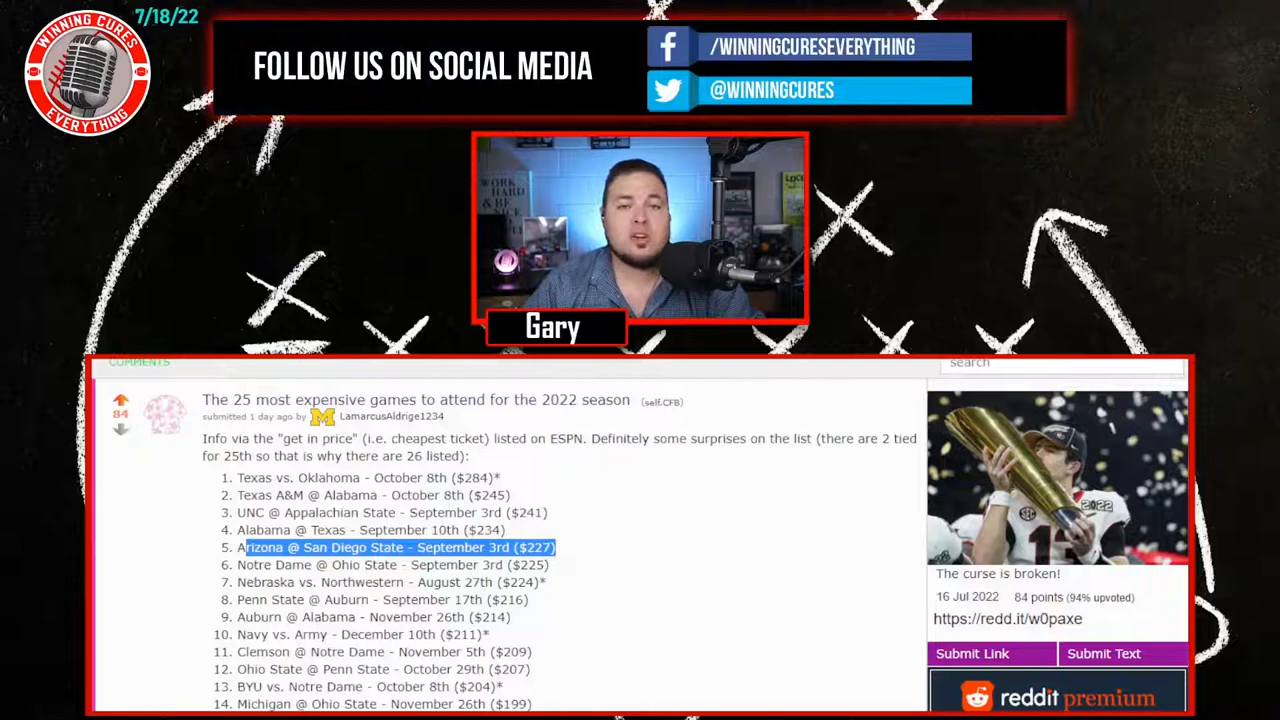 7/18/22
WINNING CURES
EVERYTHING
FOLLOW US ON SOCIAL MEDIA
/WINNINGCURESEVERYTHING
@WINNINGCURES
WORK
HARD
& BE
NICE
Gary
COMMENTS
search
84
The 25 most expensive games to attend for the 2022 season (self.CFB)
submitted 1 day ago by LamarcusAldrige1234
Info via the "get in price" (i.e. cheapest ticket) listed on ESPN. Definitely some surprises on the list (there are 2 tied
for 25th so that is why there are 26 listed):
1. Texas vs. Oklahoma - October 8th ($284)*
2. Texas A&M @ Alabama - October 8th ($245)
3. UNC @ Appalachian State - September 3rd ($241)
4. Alabama @ Texas - September 10th ($234)
5. Arizona @ San Diego State - September 3rd ($227)
6. Notre Dame @ Ohio State - September 3rd ($225)
7. Nebraska vs. Northwestern - August 27th ($224)*
8. Penn State @ Auburn - September 17th ($216)
9. Auburn @ Alabama - November 26th ($214)
10. Navy vs. Army - December 10th ($211)*
11. Clemson @ Notre Dame - November 5th ($209)
12. Ohio State @ Penn State - October 29th ($207)
13. BYU vs. Notre Dame - October 8th ($204)*
14. Michigan @ Ohio State - November 26th ($199)
SEC
2022
13
The curse is broken!
16 Jul 2022 84 points (94% upvoted)
https://redd.it/w0paxe
Submit Link
Submit Text
reddit premium